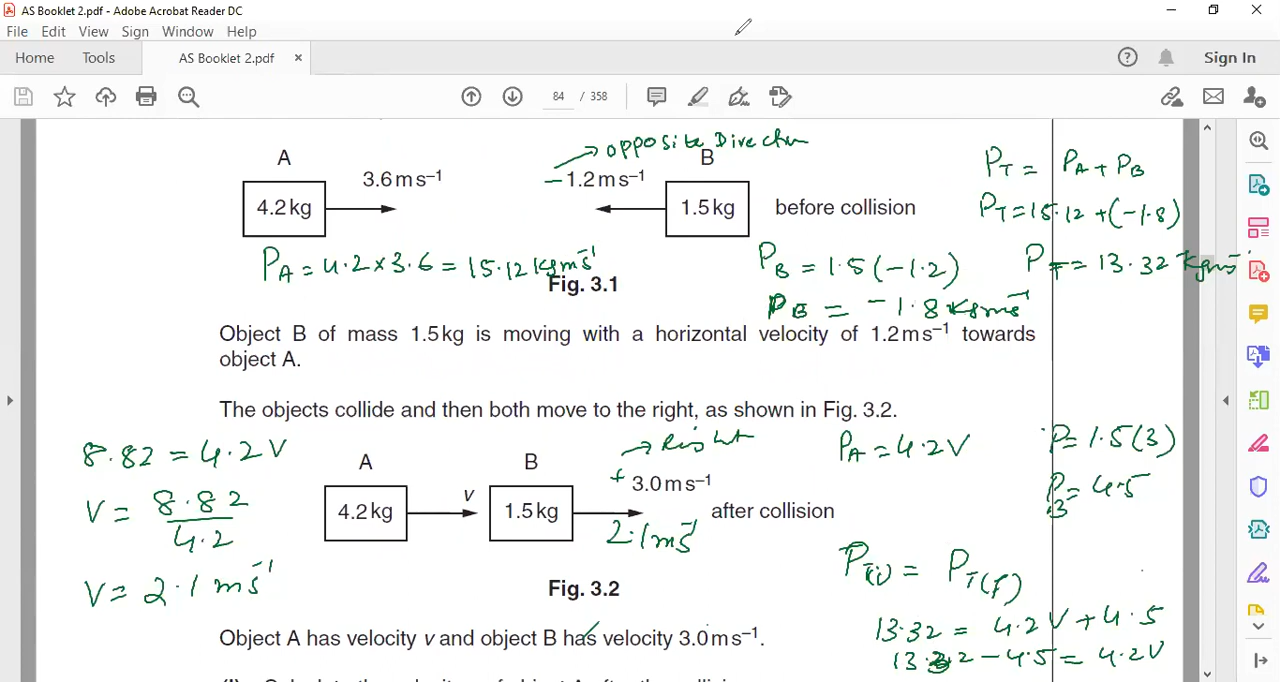 AS Booklet 2.pdf - Adobe Acrobat Reader DC
File Edit View Sign Window Help
Home Tools AS Booklet 2.pdf × Sign In
84 / 358
→ opposite Direction
A B
3.6 m s⁻¹ −1.2 m s⁻¹
4.2 kg 1.5 kg before collision
P_T = P_A + P_B
P_T = 15.12 + (-1.8)
P_T = 13.32 kgms⁻¹
P_A = 4.2 × 3.6 = 15.12 kgms⁻¹
P_B = 1.5 (-1.2)
P_B = -1.8 kgms⁻¹
Fig. 3.1
Object B of mass 1.5 kg is moving with a horizontal velocity of 1.2 m s⁻¹ towards
object A.
The objects collide and then both move to the right, as shown in Fig. 3.2.
8.82 = 4.2 V
V = 8.82 / 4.2
V = 2.1 ms⁻¹
→ Right
A B
+ 3.0 m s⁻¹
4.2 kg v 1.5 kg after collision
2.1 ms⁻¹
P_A = 4.2 V
P = 1.5 (3)
P_B = 4.5
P_T(i) = P_T(f)
13.32 = 4.2 V + 4.5
13.32 - 4.5 = 4.2 V
Fig. 3.2
Object A has velocity v and object B has velocity 3.0 m s⁻¹.